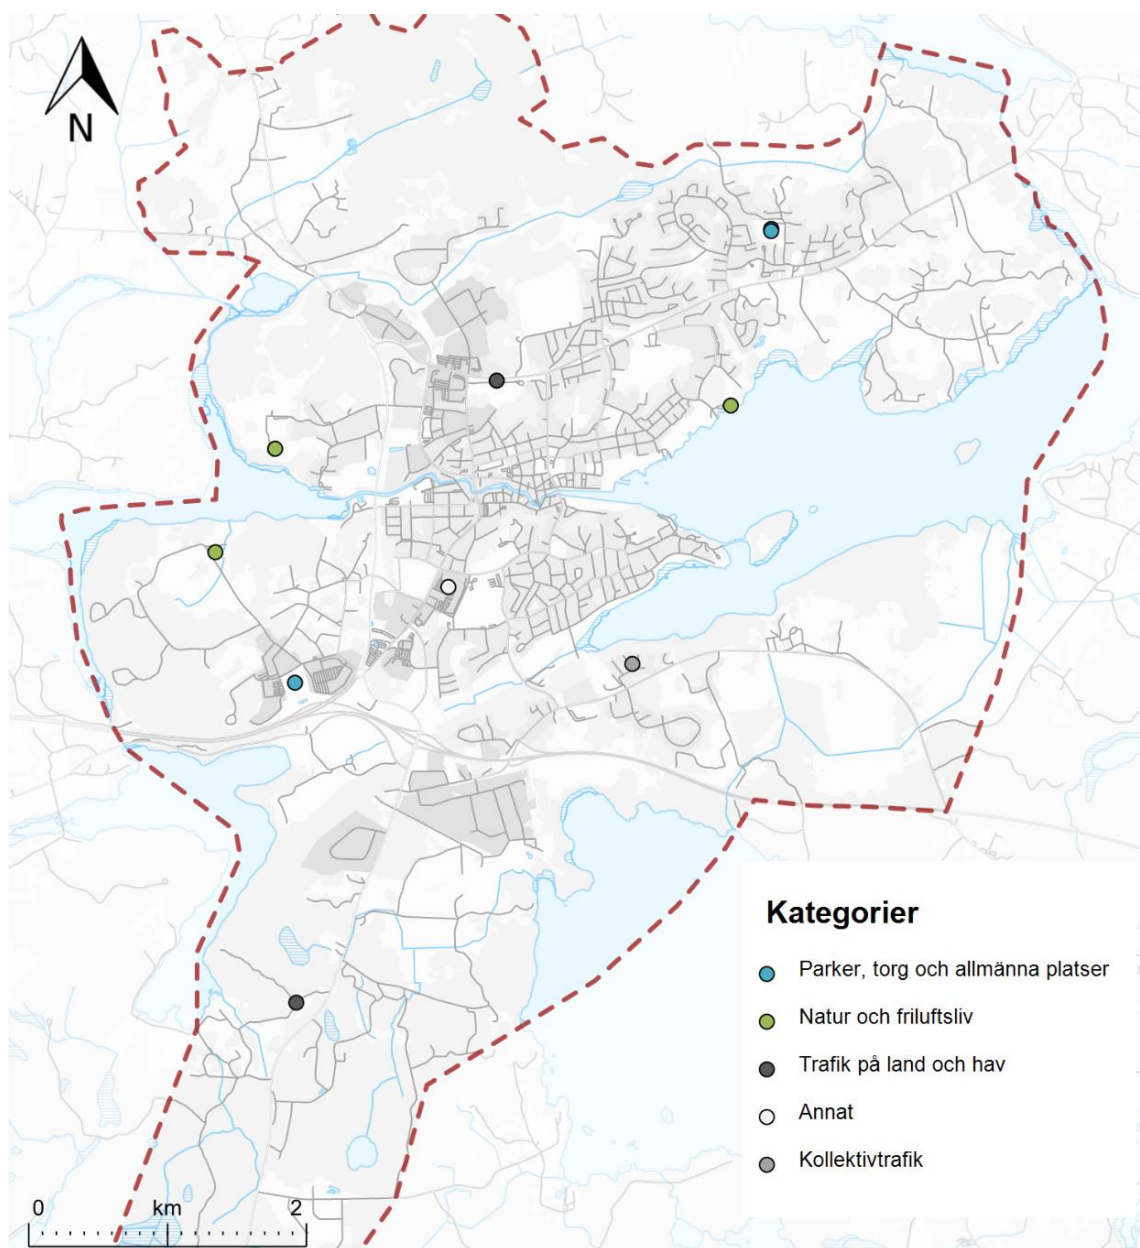 N
Kategorier
Parker, torg och allmänna platser
Natur och friluftsliv
Trafik på land och hav
Annat
Kollektivtrafik
0 km 2